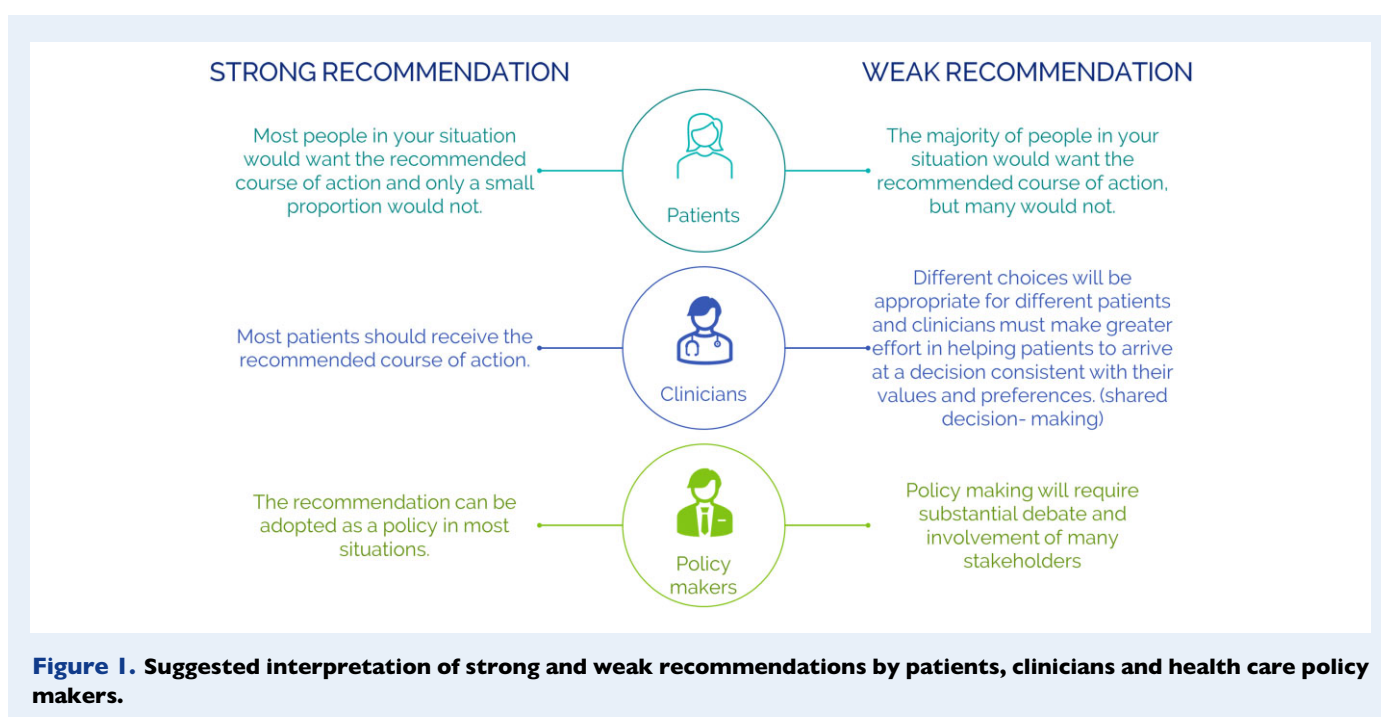 STRONG RECOMMENDATION
WEAK RECOMMENDATION
Most people in your situation
would want the recommended
course of action and only a small
proportion would not.
Patients
The majority of people in your
situation would want the
recommended course of action,
but many would not.
Most patients should receive the
recommended course of action.
Clinicians
Different choices will be
appropriate for different patients
and clinicians must make greater
effort in helping patients to arrive
at a decision consistent with their
values and preferences. (shared
decision- making)
The recommendation can be
adopted as a policy in most
situations.
Policy
makers
Policy making will require
substantial debate and
involvement of many
stakeholders
Figure 1. Suggested interpretation of strong and weak recommendations by patients, clinicians and health care policy
makers.